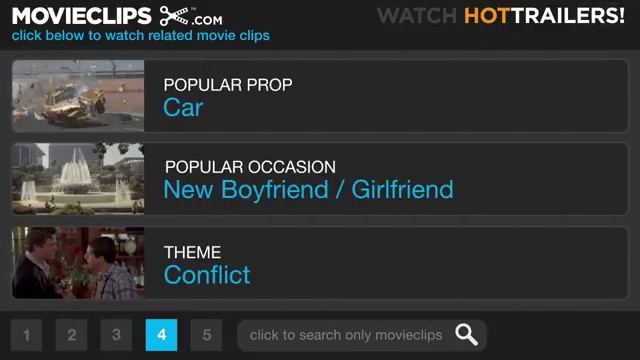 MOVIECLIPS .COM
WATCH HOTTRAILERS!
click below to watch related movie clips
POPULAR PROP
Car
POPULAR OCCASION
New Boyfriend / Girlfriend
THEME
Conflict
1 2 3 4 5 click to search only movieclips